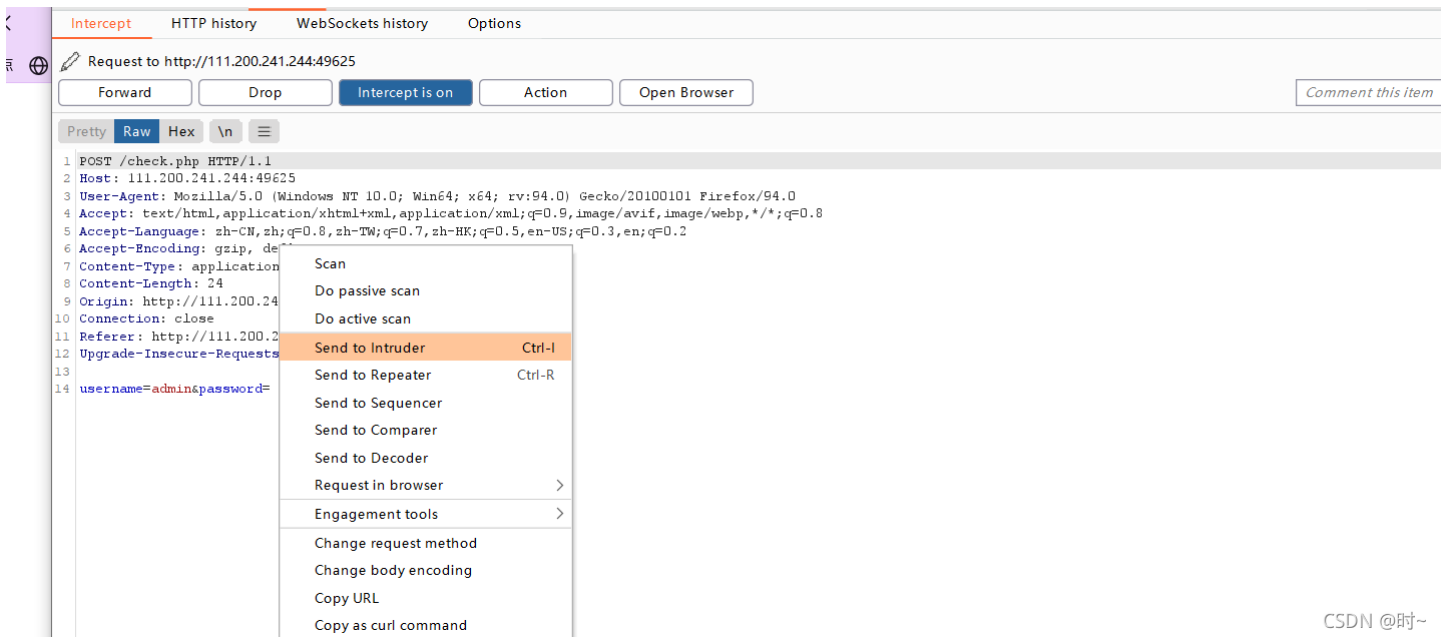 Intercept HTTP history WebSockets history Options
Request to http://111.200.241.244:49625
Forward Drop Intercept is on Action Open Browser Comment this item
Pretty Raw Hex \n
1 POST /check.php HTTP/1.1
2 Host: 111.200.241.244:49625
3 User-Agent: Mozilla/5.0 (Windows NT 10.0; Win64; x64; rv:94.0) Gecko/20100101 Firefox/94.0
4 Accept: text/html,application/xhtml+xml,application/xml;q=0.9,image/avif,image/webp,*/*;q=0.8
5 Accept-Language: zh-CN,zh;q=0.8,zh-TW;q=0.7,zh-HK;q=0.5,en-US;q=0.3,en;q=0.2
6 Accept-Encoding: gzip, de
7 Content-Type: application
8 Content-Length: 24
9 Origin: http://111.200.24
10 Connection: close
11 Referer: http://111.200.2
12 Upgrade-Insecure-Requests
13
14 username=admin&password=
Scan
Do passive scan
Do active scan
Send to Intruder Ctrl-I
Send to Repeater Ctrl-R
Send to Sequencer
Send to Comparer
Send to Decoder
Request in browser
Engagement tools
Change request method
Change body encoding
Copy URL
Copy as curl command
CSDN @时~